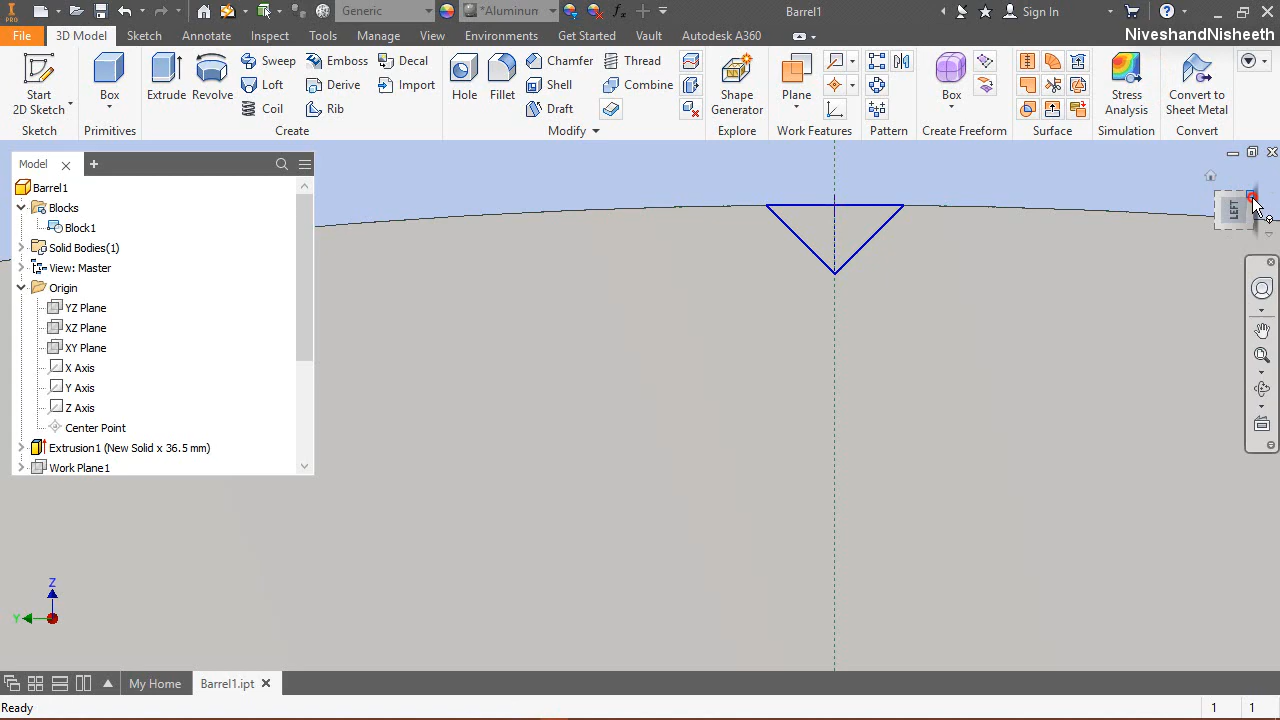 PRO
Generic
*Aluminum
fx
Barrel1
Sign In
File
3D Model
Sketch
Annotate
Inspect
Tools
Manage
View
Environments
Get Started
Vault
Autodesk A360
NiveshandNisheeth
Start
2D Sketch
Box
Extrude
Revolve
Sweep
Loft
Coil
Emboss
Derive
Rib
Decal
Import
Hole
Fillet
Chamfer
Shell
Draft
Thread
Combine
Shape
Generator
Plane
Box
Stress
Analysis
Convert to
Sheet Metal
Sketch
Primitives
Create
Modify
Explore
Work Features
Pattern
Create Freeform
Surface
Simulation
Convert
Model
Barrel1
Blocks
Block1
Solid Bodies(1)
View: Master
Origin
YZ Plane
XZ Plane
XY Plane
X Axis
Y Axis
Z Axis
Center Point
Extrusion1 (New Solid x 36.5 mm)
Work Plane1
LEFT
Z
Y
My Home
Barrel1.ipt
Ready
1
1